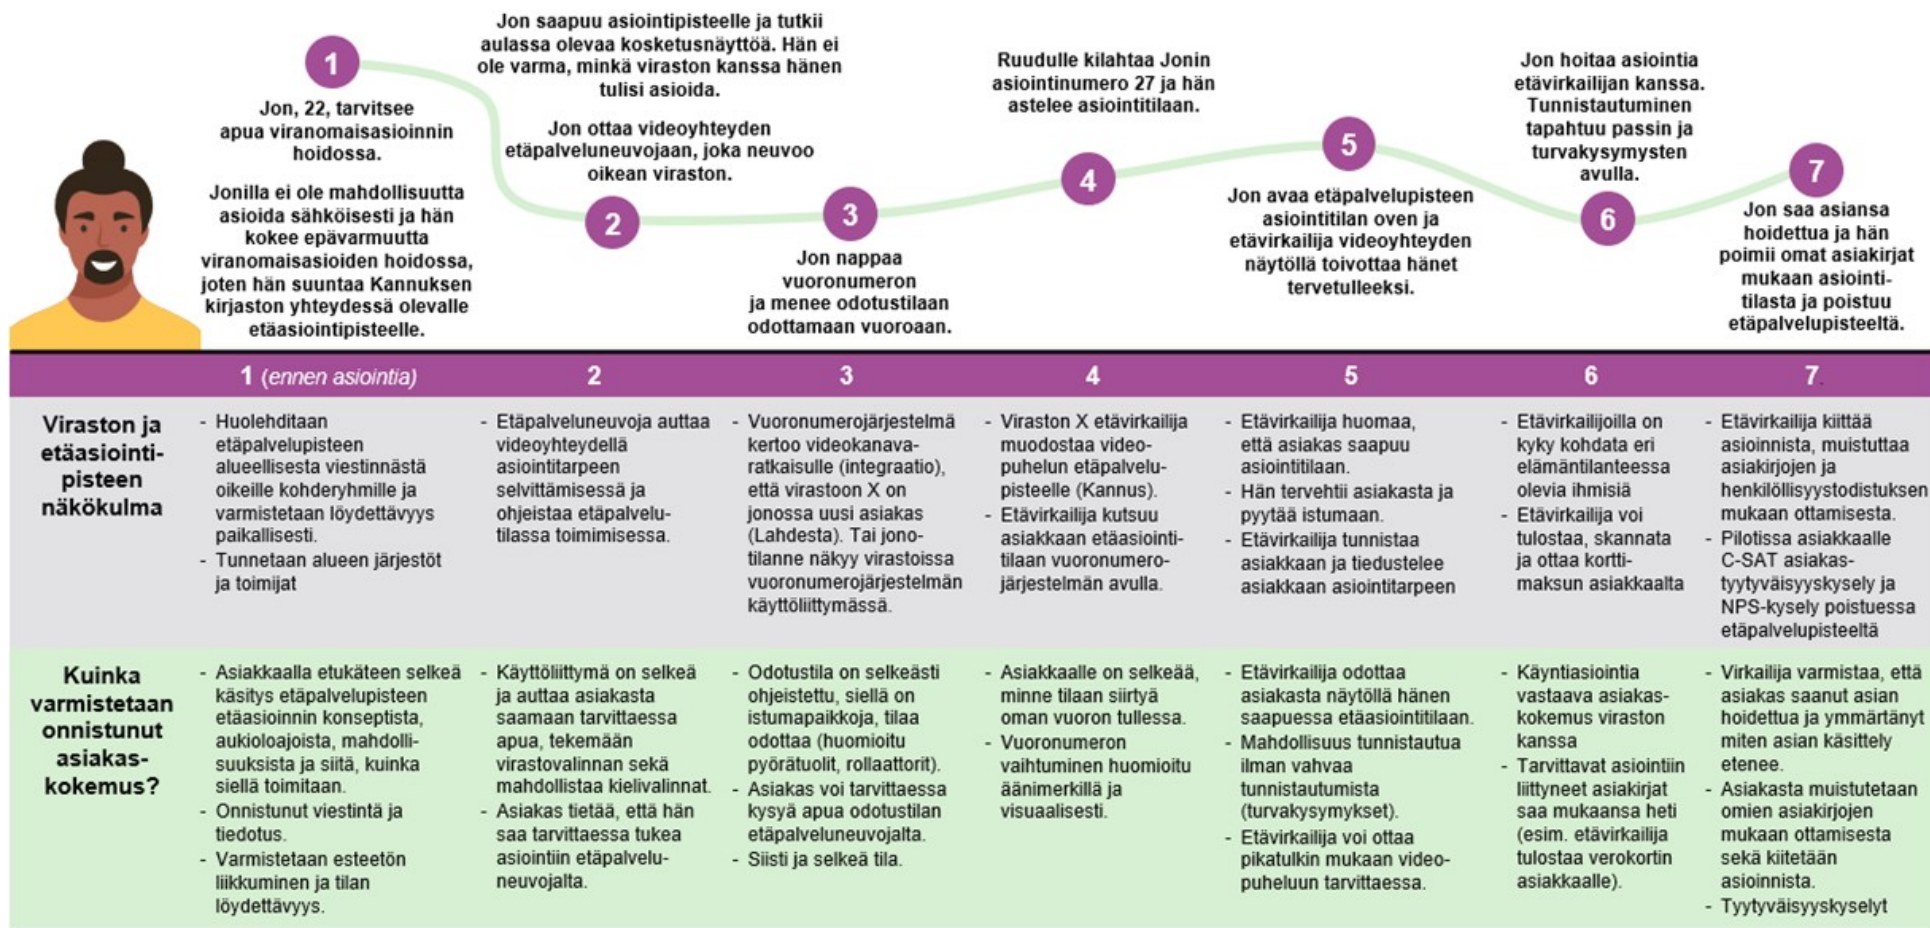 1
Jon, 22, tarvitsee
apua viranomaisasioinnin
hoidossa.
Jonilla ei ole mahdollisuutta
asioida sähköisesti ja hän
kokee epävarmuutta
viranomaisasioiden hoidossa,
joten hän suuntaa Kannuksen
kirjaston yhteydessä olevalle
etäasiointipisteelle.
Jon saapuu asiointipisteelle ja tutkii
aulassa olevaa kosketusnäyttöä. Hän ei
ole varma, minkä viraston kanssa hänen
tulisi asioida.
Jon ottaa videoyhteyden
etäpalveluneuvojaan, joka neuvoo
oikean viraston.
2
3
Jon nappaa
vuoronumeron
ja menee odotustilaan
odottamaan vuoroaan.
Ruudulle kilahtaa Jonin
asiointinumero 27 ja hän
astelee asiointitilaan.
4
5
Jon avaa etäpalvelupisteen
asiointitilan oven ja
etävirkailija videoyhteyden
näytöllä toivottaa hänet
tervetulleeksi.
Jon hoitaa asiointia
etävirkailijan kanssa.
Tunnistautuminen
tapahtuu passin ja
turvakysymysten
avulla.
6
7
Jon saa asiansa
hoidettua ja hän
poimii omat asiakirjat
mukaan asiointi-
tilasta ja poistuu
etäpalvelupisteeltä.
1 (ennen asiointia)
2
3
4
5
6
7.
Viraston ja
etäasiointi-
pisteen
näkökulma
- Huolehditaan
etäpalvelupisteen
alueellisesta viestinnästä
oikeille kohderyhmille ja
varmistetaan löydettävyys
paikallisesti.
- Tunnetaan alueen järjestöt
ja toimijat
- Etäpalveluneuvoja auttaa
videoyhteydellä
asiointitarpeen
selvittämisessä ja
ohjeistaa etäpalvelu-
tilassa toimimisessa.
- Vuoronumerojärjestelmä
kertoo videokanava-
ratkaisulle (integraatio),
että virastoon X on
jonossa uusi asiakas
(Lahdesta). Tai jono-
tilanne näkyy virastoissa
vuoronumerojärjestelmän
käyttöliittymässä.
- Viraston X etävirkailija
muodostaa video-
puhelun etäpalvelu-
pisteelle (Kannus).
- Etävirkailija kutsuu
asiakkaan etäasiointi-
tilaan vuoronumero-
järjestelmän avulla.
- Etävirkailija huomaa,
että asiakas saapuu
asiointitilaan.
- Hän tervehtii asiakasta ja
pyytää istumaan.
- Etävirkailija tunnistaa
asiakkaan ja tiedustelee
asiakkaan asiointitarpeen
- Etävirkailijoilla on
kyky kohdata eri
elämäntilanteessa
olevia ihmisiä
- Etävirkailija voi
tulostaa, skannata
ja ottaa kortti-
maksun asiakkaalta
- Etävirkailija kiittää
asioinnista, muistuttaa
asiakirjojen ja
henkilöllisyystodistuksen
mukaan ottamisesta.
- Pilotissa asiakkaalle
C-SAT asiakas-
tyytyväisyyskysely ja
NPS-kysely poistuessa
etäpalvelupisteeltä
Kuinka
varmistetaan
onnistunut
asiakas-
kokemus?
- Asiakkaalla etukäteen selkeä
käsitys etäpalvelupisteen
etäasioinnin konseptista,
aukioloajoista, mahdolli-
suuksista ja siitä, kuinka
siellä toimitaan.
- Onnistunut viestintä ja
tiedotus.
- Varmistetaan esteetön
liikkuminen ja tilan
löydettävyys.
- Käyttöliittymä on selkeä
ja auttaa asiakasta
saamaan tarvittaessa
apua, tekemään
virastovalinnan sekä
mahdollistaa kielivalinnat.
- Asiakas tietää, että hän
saa tarvittaessa tukea
asiointiin etäpalvelu-
neuvojalta.
- Odotustila on selkeästi
ohjeistettu, siellä on
istumapaikkoja, tilaa
odottaa (huomioitu
pyörätuolit, rollaattorit).
- Asiakas voi tarvittaessa
kysyä apua odotustilan
etäpalveluneuvojalta.
- Siisti ja selkeä tila.
- Asiakkaalle on selkeää,
minne tilaan siirtyä
oman vuoron tullessa.
- Vuoronumeron
vaihtuminen huomioitu
äänimerkillä ja
visuaalisesti.
- Etävirkailija odottaa
asiakasta näytöllä hänen
saapuessa etäasiointitilaan.
- Mahdollisuus tunnistautua
ilman vahvaa
tunnistautumista
(turvakysymykset).
- Etävirkailija voi ottaa
pikatulkin mukaan video-
puheluun tarvittaessa.
- Käyntiasiointia
vastaava asiakas-
kokemus viraston
kanssa
- Tarvittavat asiointiin
liittyneet asiakirjat
saa mukaansa heti
(esim. etävirkailija
tulostaa verokortin
asiakkaalle).
- Virkailija varmistaa, että
asiakas saanut asian
hoidettua ja ymmärtänyt
miten asian käsittely
etenee.
- Asiakasta muistutetaan
omien asiakirjojen
mukaan ottamisesta
sekä kiitetään
asioinnista.
- Tyytyväisyyskyselyt